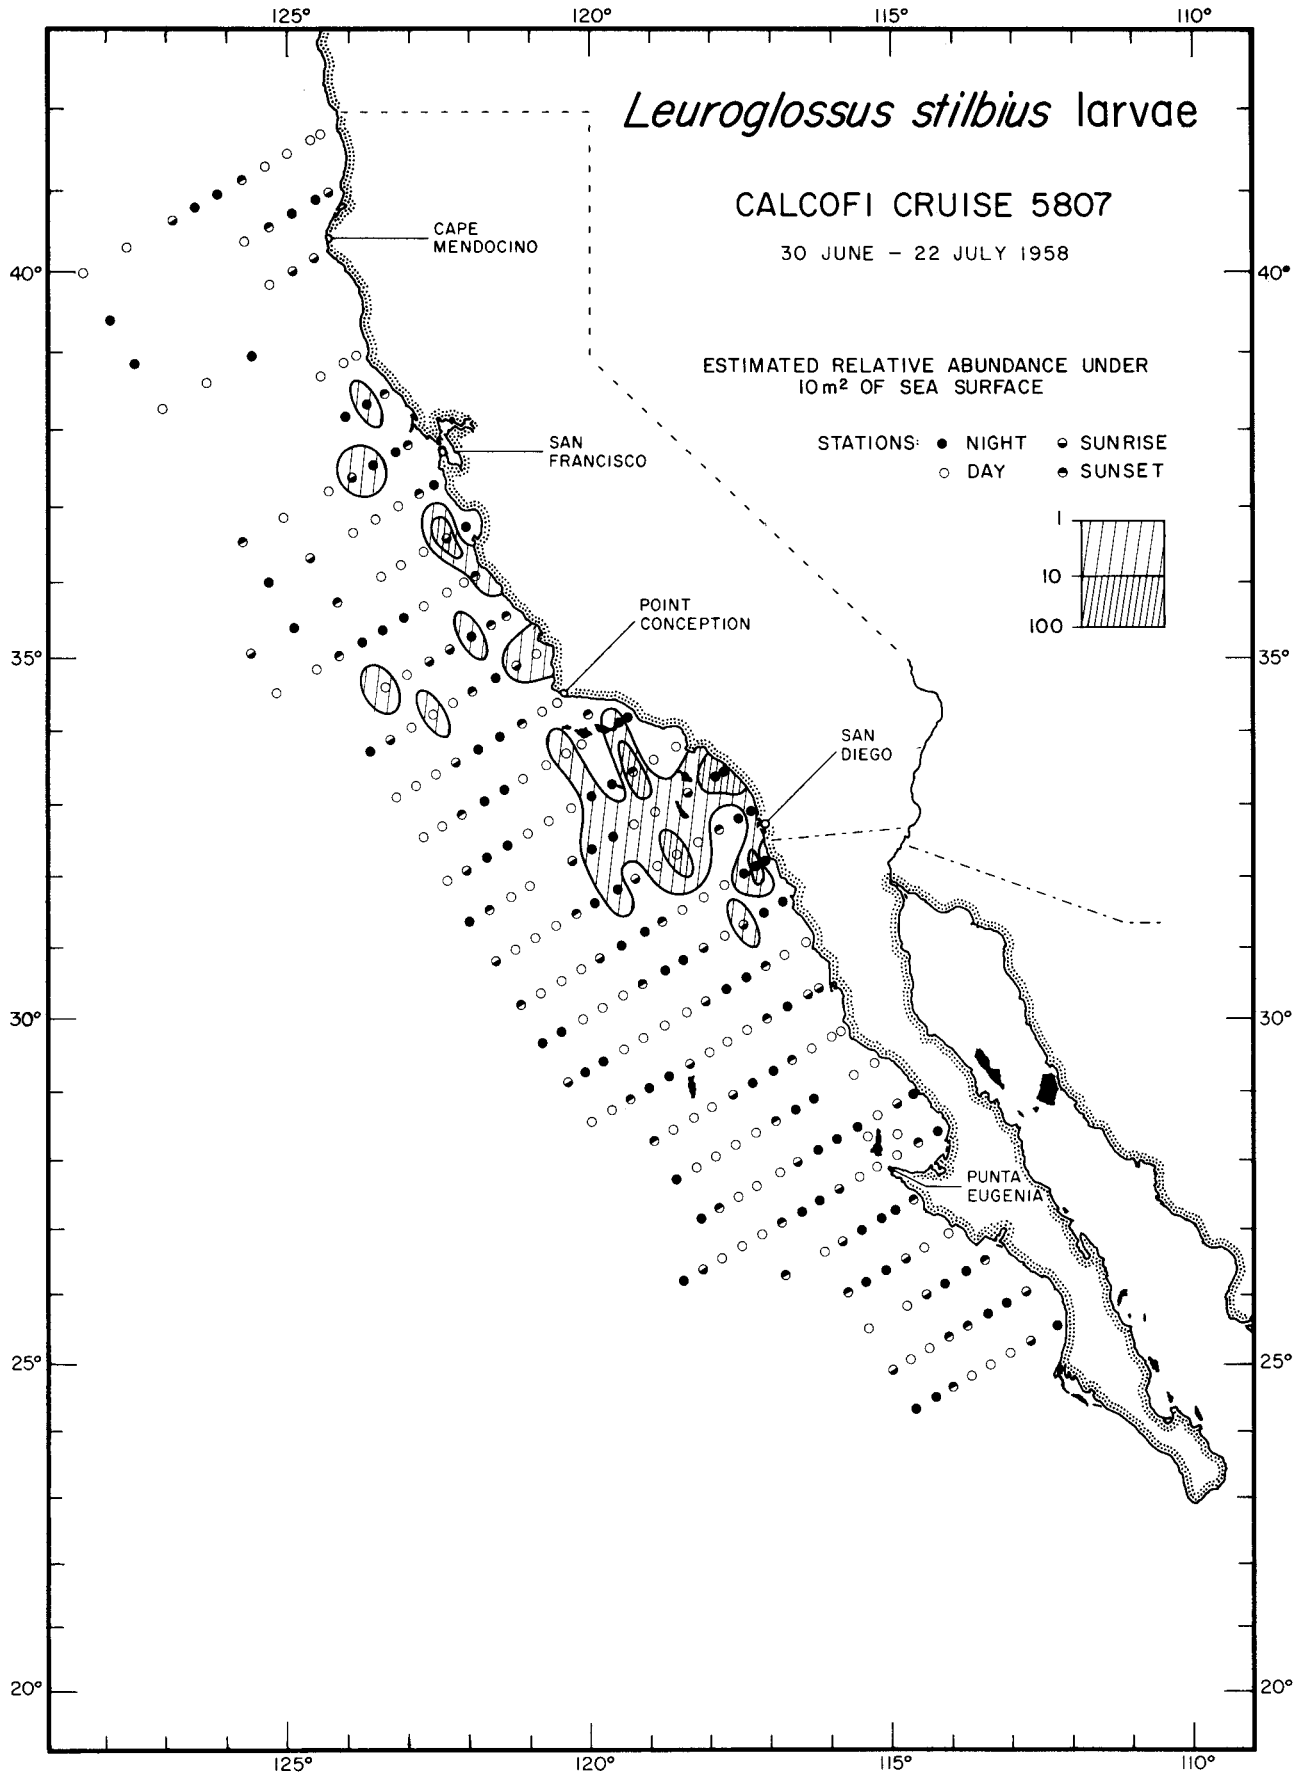 125° 120° 115° 110°
Leuroglossus stilbius larvae
CALCOFI CRUISE 5807
30 JUNE – 22 JULY 1958
CAPE
MENDOCINO
40° 40°
ESTIMATED RELATIVE ABUNDANCE UNDER
10m² OF SEA SURFACE
STATIONS: ● NIGHT SUNRISE
○ DAY SUNSET
SAN
FRANCISCO
1
10
100
POINT
CONCEPTION
35° 35°
SAN
DIEGO
30° 30°
PUNTA
EUGENIA
25° 25°
20° 20°
125° 120° 115° 110°